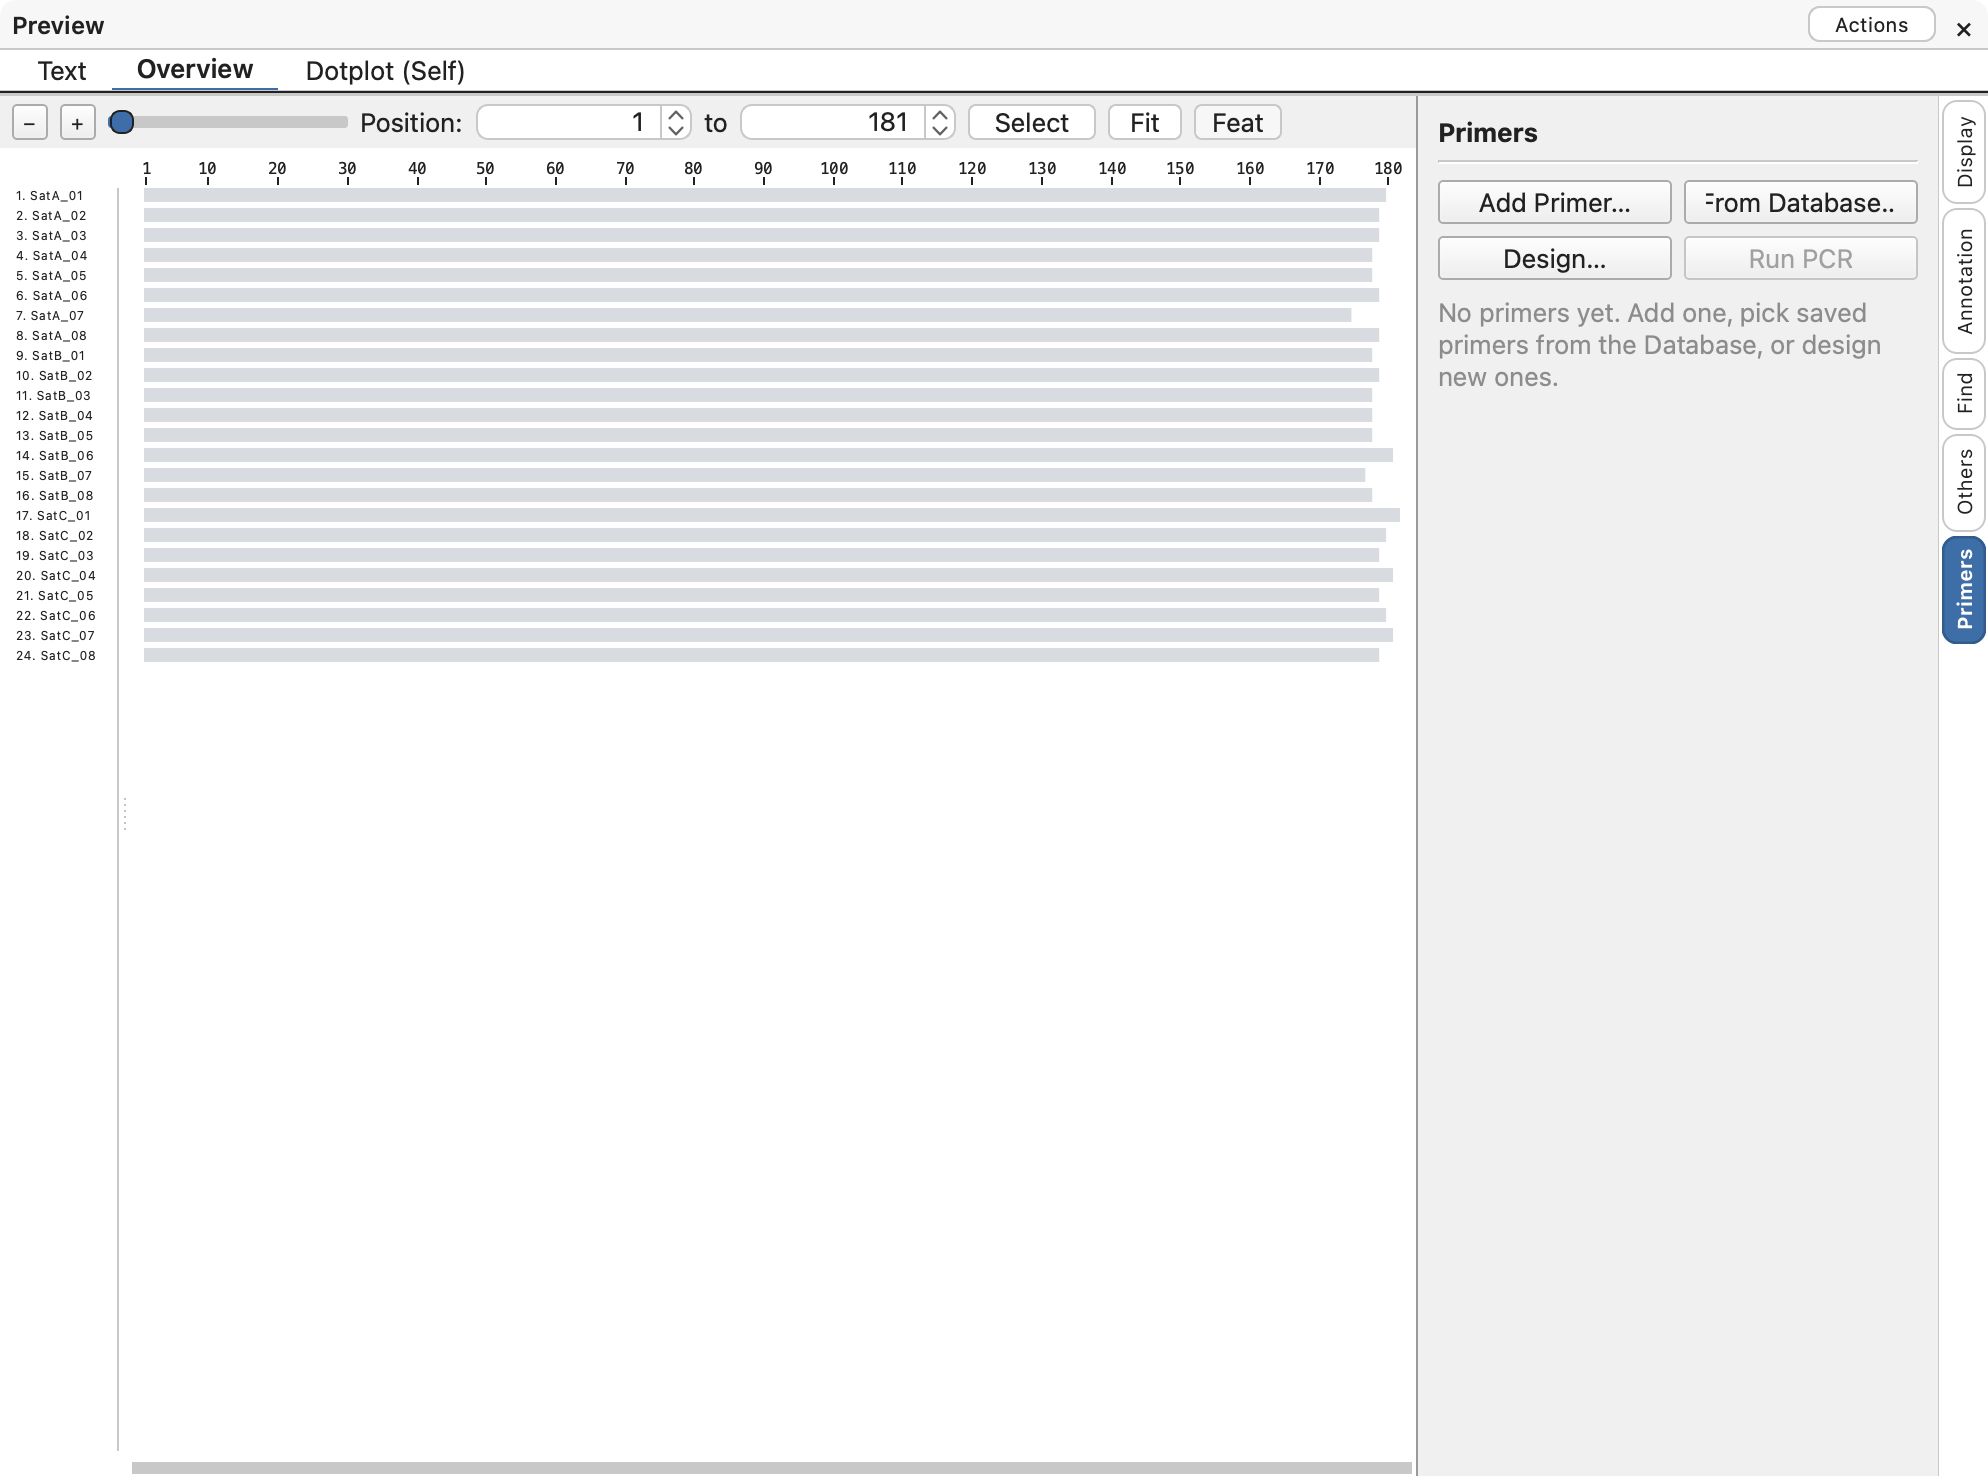 Preview
Actions ×
Text Overview Dotplot (Self)
− + Position: 1 to 181 Select Fit Feat
1 10 20 30 40 50 60 70 80 90 100 110 120 130 140 150 160 170 180
1. SatA_01
2. SatA_02
3. SatA_03
4. SatA_04
5. SatA_05
6. SatA_06
7. SatA_07
8. SatA_08
9. SatB_01
10. SatB_02
11. SatB_03
12. SatB_04
13. SatB_05
14. SatB_06
15. SatB_07
16. SatB_08
17. SatC_01
18. SatC_02
19. SatC_03
20. SatC_04
21. SatC_05
22. SatC_06
23. SatC_07
24. SatC_08
Primers
Add Primer... From Database..
Design... Run PCR
No primers yet. Add one, pick saved
primers from the Database, or design
new ones.
Display
Annotation
Find
Others
Primers